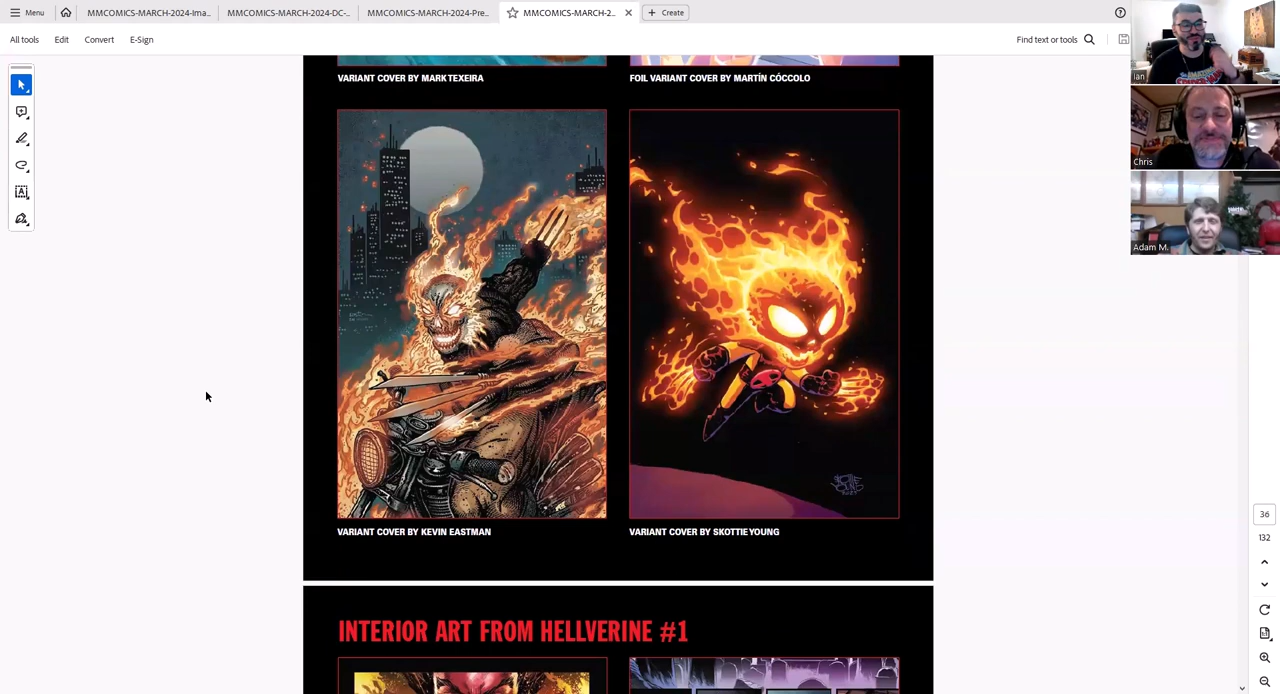 Menu
MMCOMICS-MARCH-2024-Ima...
MMCOMICS-MARCH-2024-DC-...
MMCOMICS-MARCH-2024-Pre...
MMCOMICS-MARCH-2...
Create
All tools
Edit
Convert
E-Sign
Find text or tools
Ian
Chris
Adam M.
VARIANT COVER BY MARK TEXEIRA
FOIL VARIANT COVER BY MARTÍN CÓCCOLO
SKOTTIE
YOUNG
VARIANT COVER BY KEVIN EASTMAN
VARIANT COVER BY SKOTTIE YOUNG
36
132
INTERIOR ART FROM HELLVERINE #1